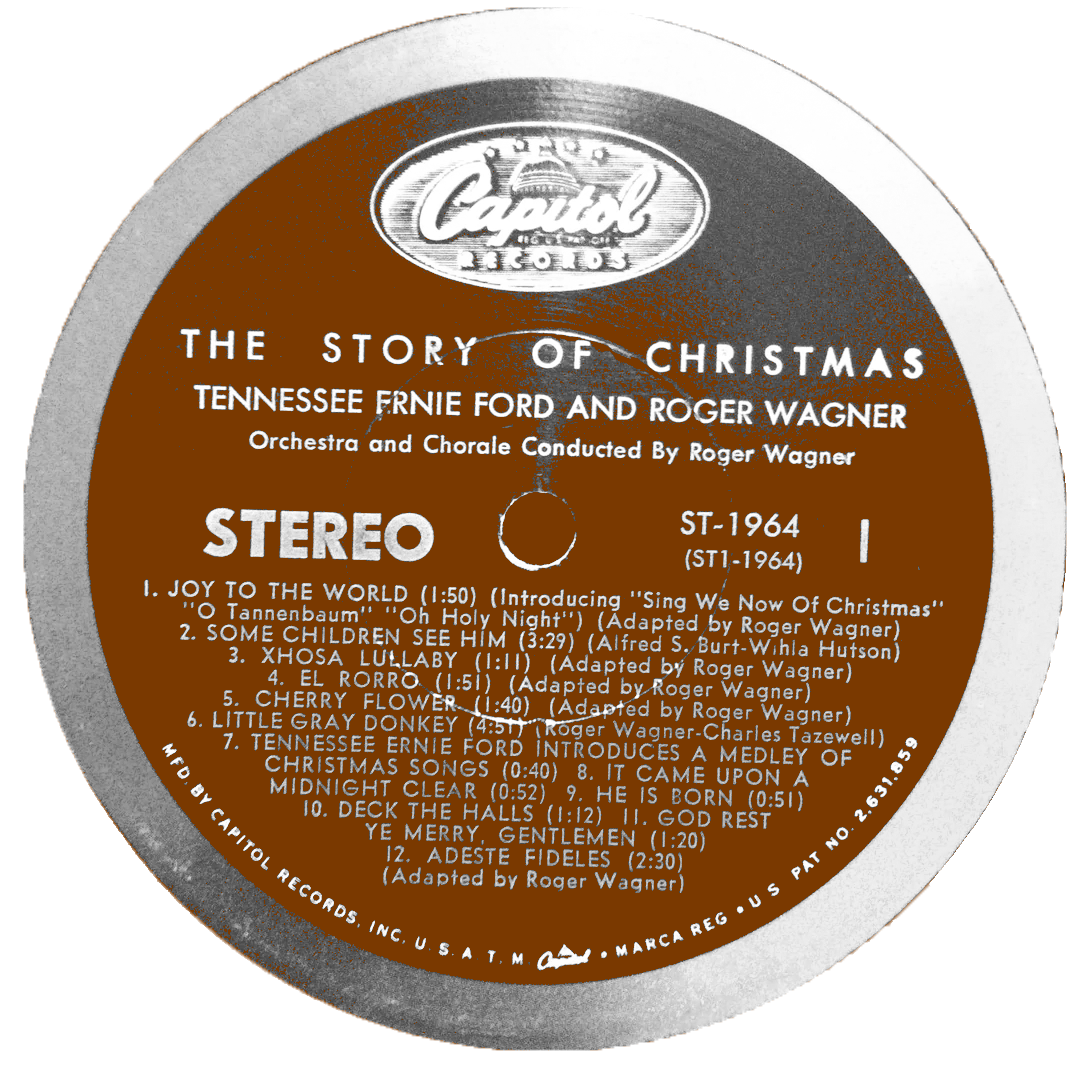 Capitol
RECORDS
THE STORY OF CHRISTMAS
TENNESSEE ERNIE FORD AND ROGER WAGNER
Orchestra and Chorale Conducted By Roger Wagner
STEREO
ST-1964
(ST1-1964)
1
1. JOY TO THE WORLD (1:50) (Introducing "Sing We Now Of Christmas"
"O Tannenbaum" "Oh Holy Night") (Adapted by Roger Wagner)
2. SOME CHILDREN SEE HIM (3:29) (Alfred S. Burt-Wihla Hutson)
3. XHOSA LULLABY (1:11) (Adapted by Roger Wagner)
4. EL RORRO (1:51) (Adapted by Roger Wagner)
5. CHERRY FLOWER (1:40) (Adapted by Roger Wagner)
6. LITTLE GRAY DONKEY (4:51) (Roger Wagner-Charles Tazewell)
7. TENNESSEE ERNIE FORD INTRODUCES A MEDLEY OF
CHRISTMAS SONGS (0:40) 8. IT CAME UPON A
MIDNIGHT CLEAR (0:52) 9. HE IS BORN (0:51)
10. DECK THE HALLS (1:12) 11. GOD REST
YE MERRY, GENTLEMEN (1:20)
12. ADESTE FIDELES (2:30)
(Adapted by Roger Wagner)
MFD. BY CAPITOL RECORDS, INC. U.S.A T.M Capitol • MARCA REG • U S PAT NO. 2,631,859